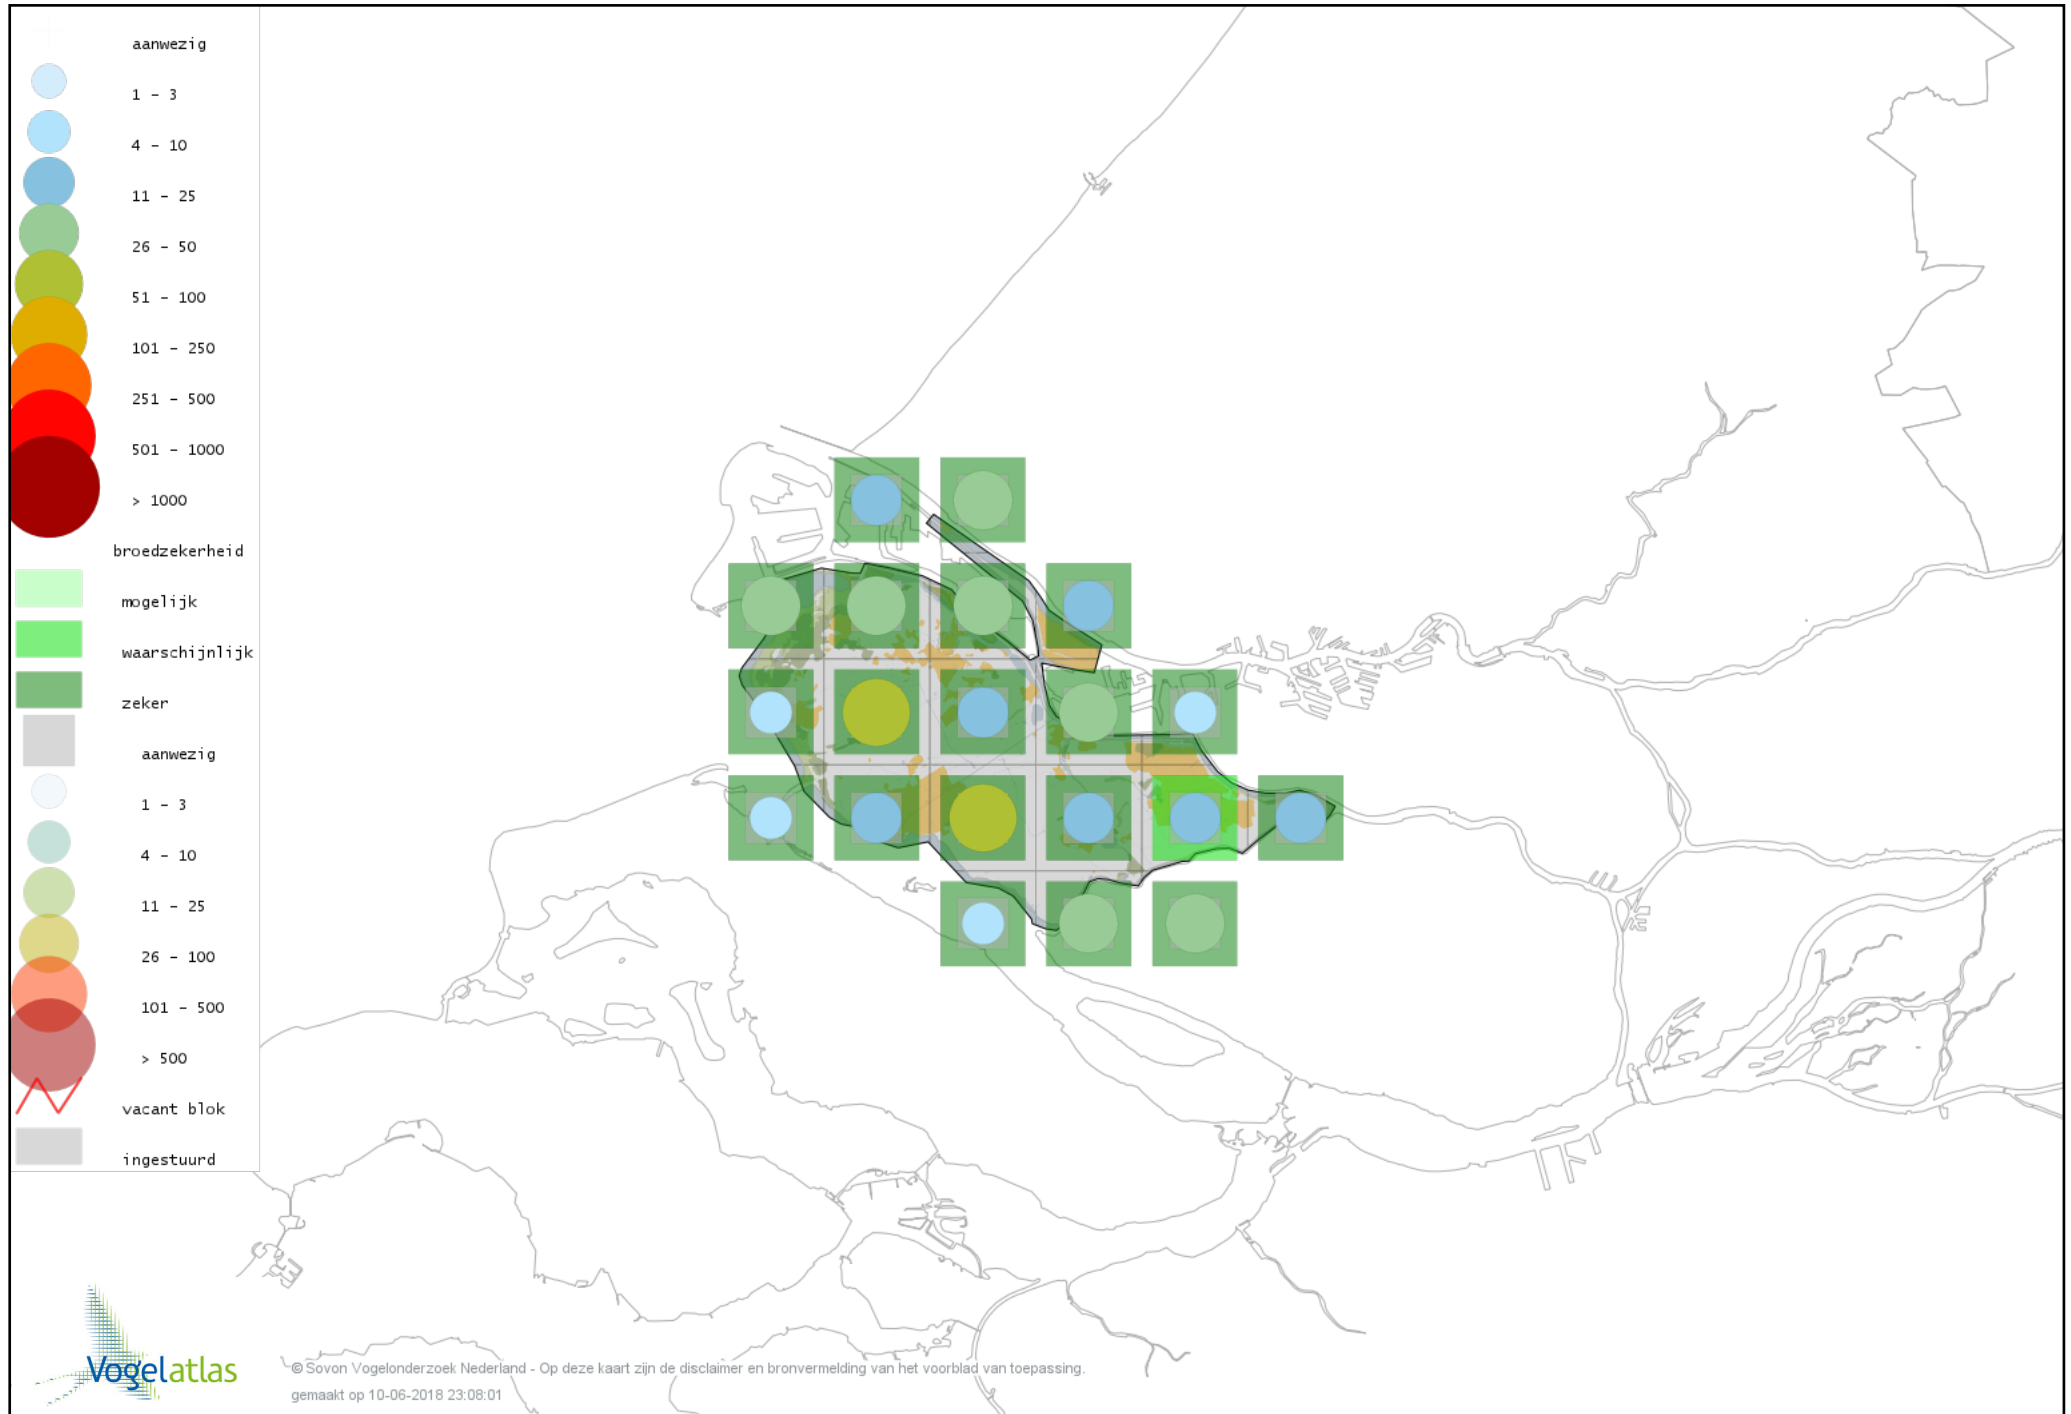 aanwezig
1 - 3
4 - 10
11 - 25
26 - 50
51 - 100
101 - 250
251 - 500
501 - 1000
> 1000
broedzekerheid
mogelijk
waarschijnlijk
zeker
aanwezig
1 - 3
4 - 10
11 - 25
26 - 100
101 - 500
> 500
vacant blok
ingestuurd
Vogelatlas
© Sovon Vogelonderzoek Nederland - Op deze kaart zijn de disclaimer en bronvermelding van het voorblad van toepassing.
gemaakt op 10-06-2018 23:08:01